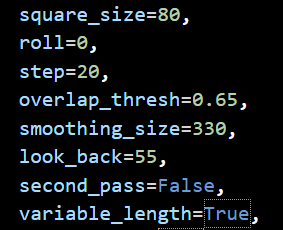 square_size=80,
roll=0,
step=20,
overlap_thresh=0.65,
smoothing_size=330,
look_back=55,
second_pass=False,
variable_length=True,